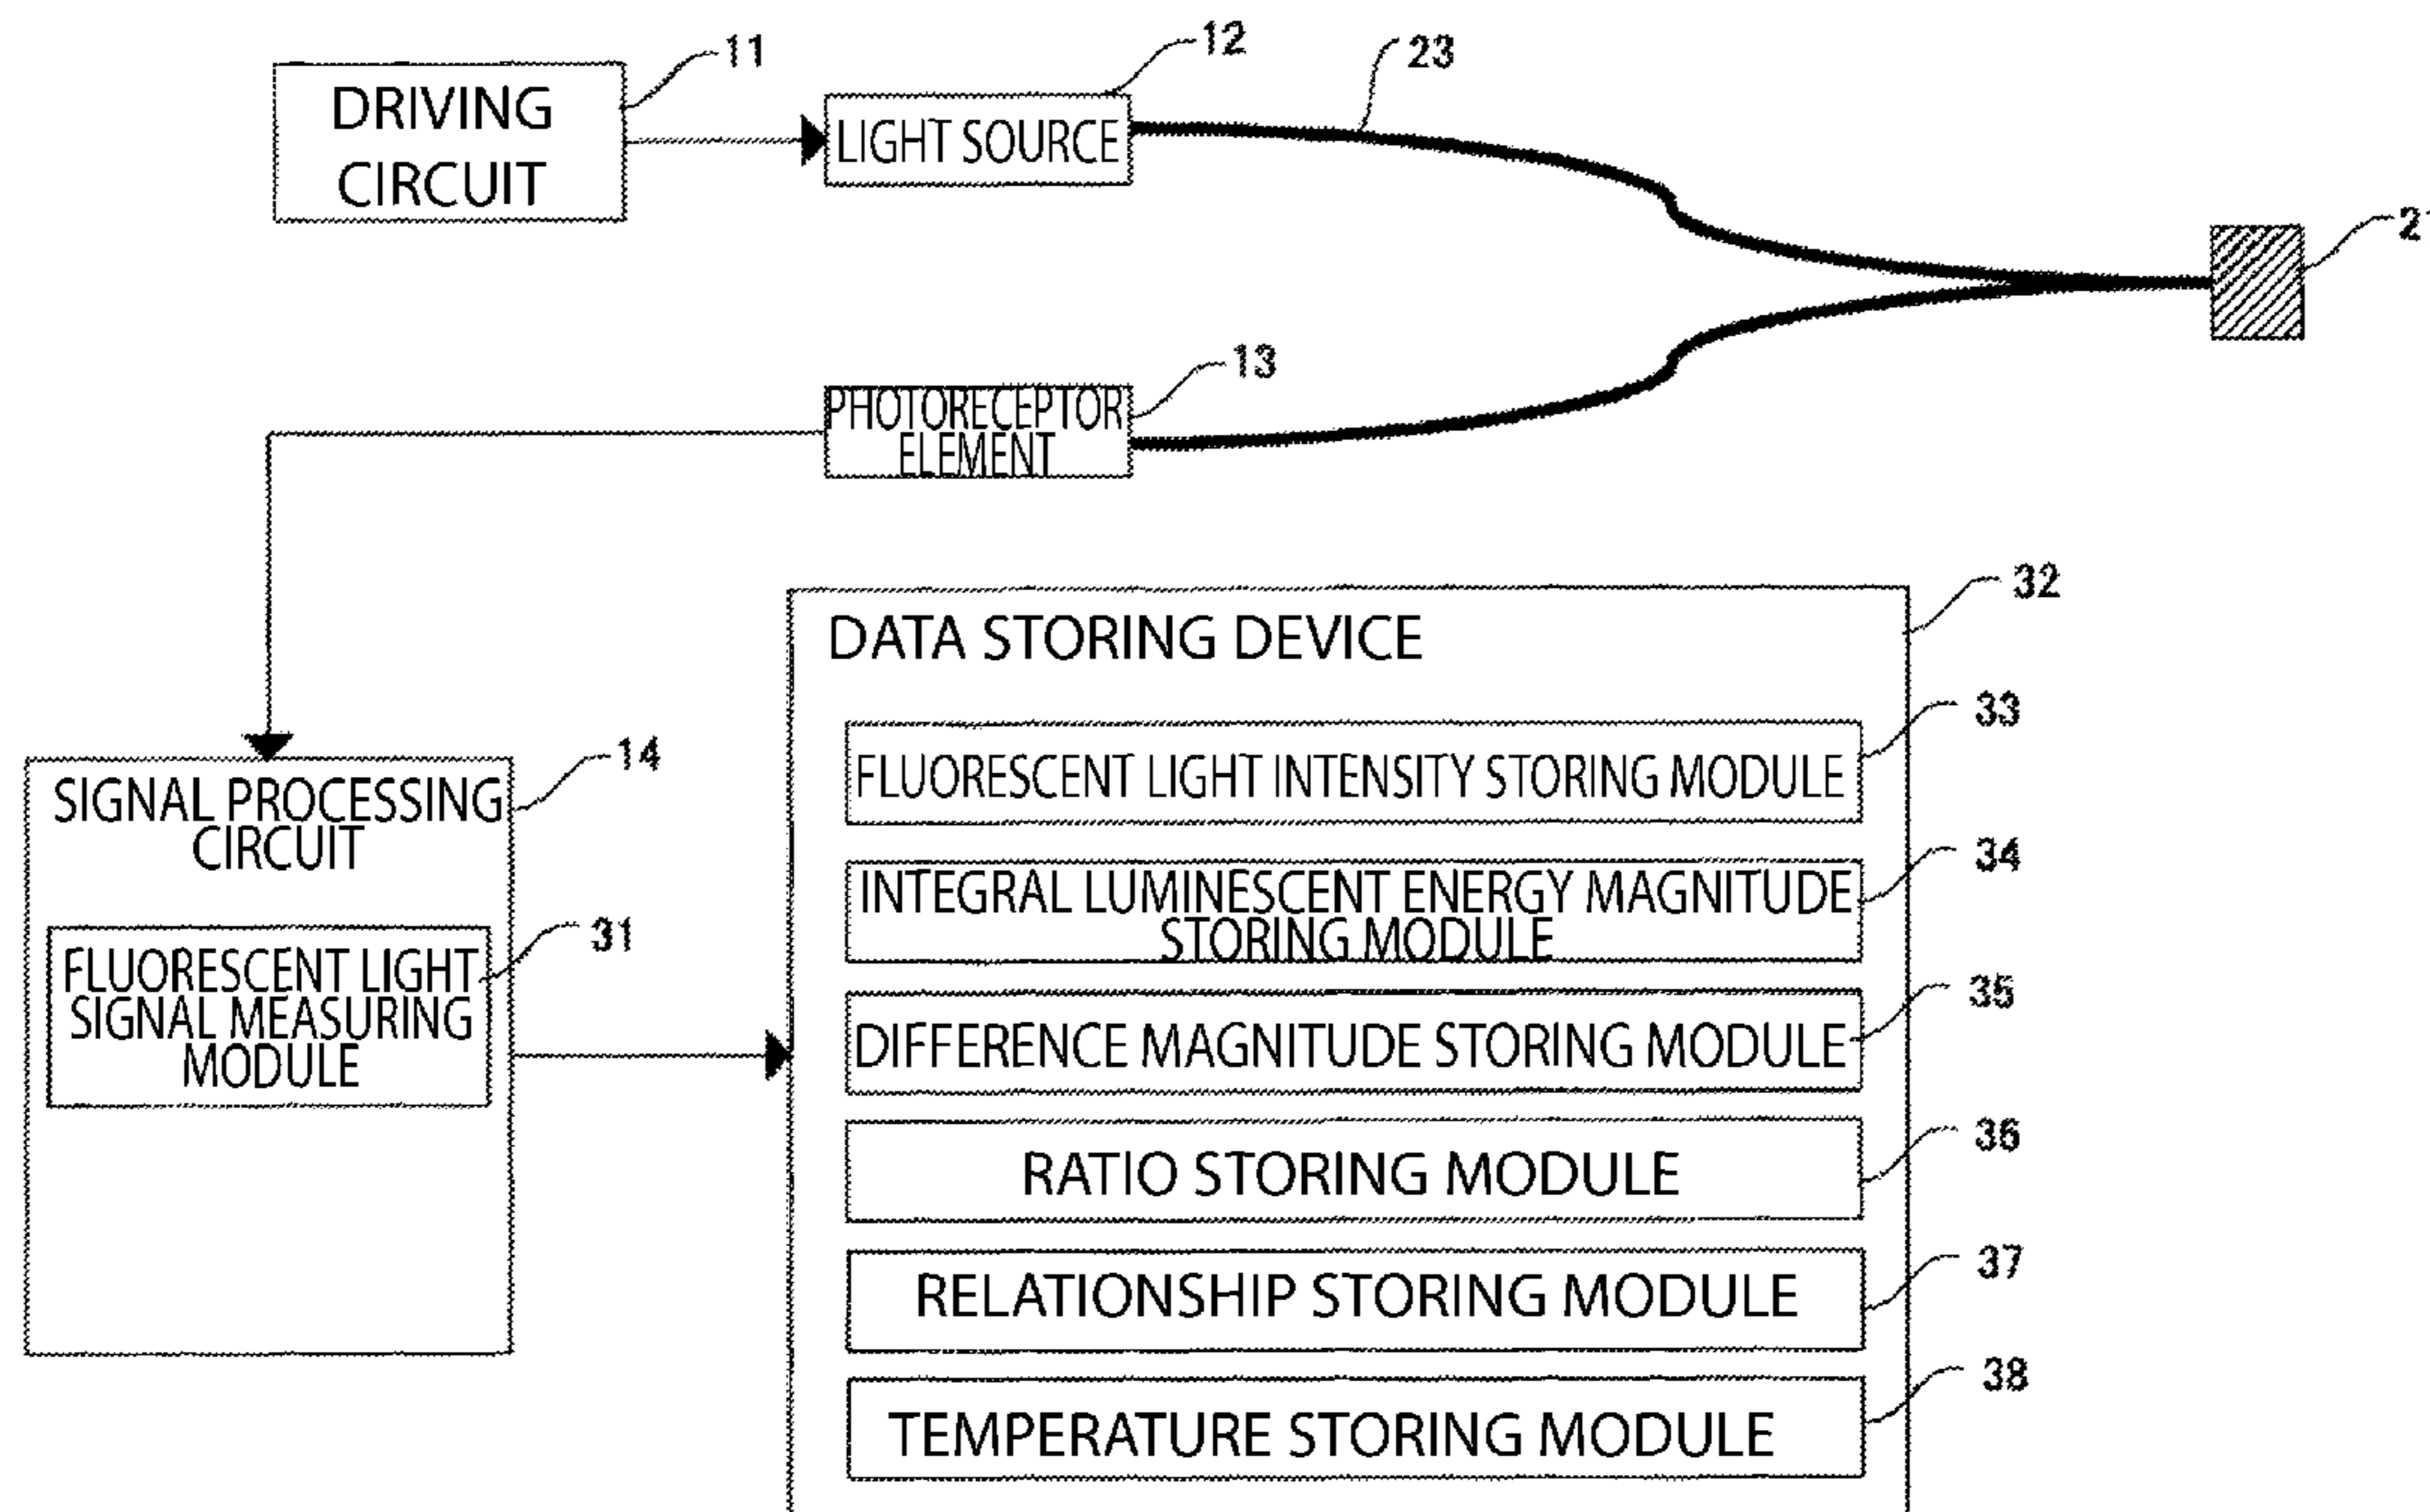 11
12
23
DRIVING
CIRCUIT
LIGHT SOURCE
13
PHOTORECEPTOR
ELEMENT
32
DATA STORING DEVICE
33
FLUORESCENT LIGHT INTENSITY STORING MODULE
14
SIGNAL PROCESSING
CIRCUIT
34
INTEGRAL LUMINESCENT ENERGY MAGNITUDE
STORING MODULE
31
FLUORESCENT LIGHT
SIGNAL MEASURING
MODULE
35
DIFFERENCE MAGNITUDE STORING MODULE
36
RATIO STORING MODULE
37
RELATIONSHIP STORING MODULE
38
TEMPERATURE STORING MODULE